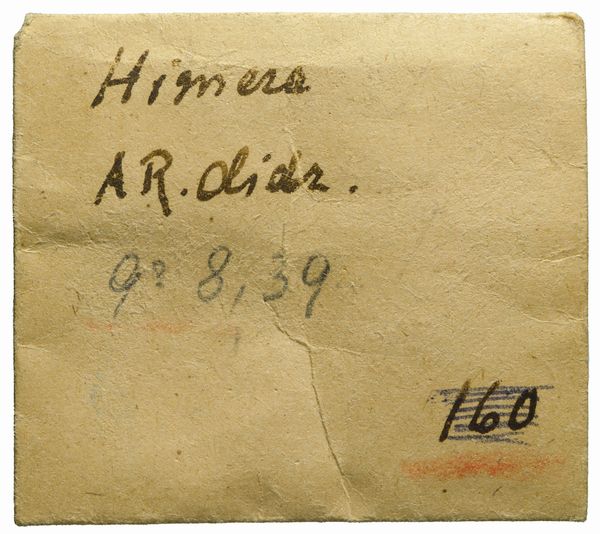 Himera
AR. didr.
gr 8,39
160